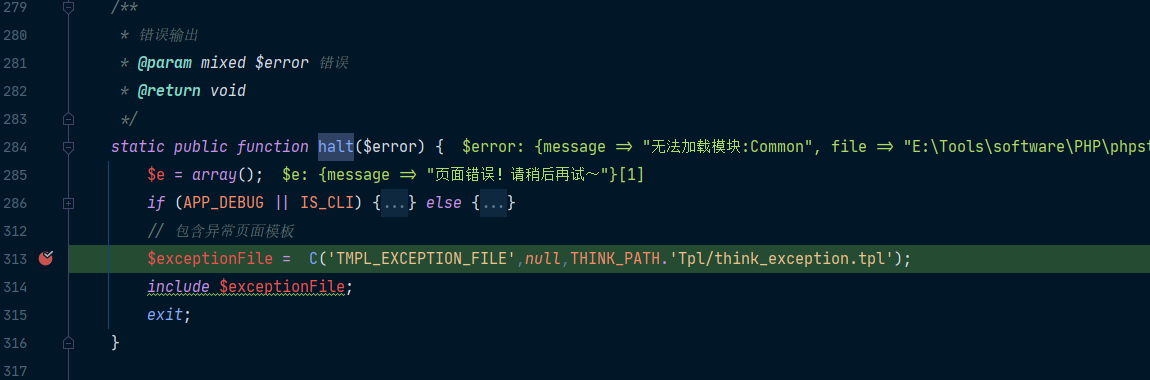 279 /**
280 * 错误输出
281 * @param mixed $error 错误
282 * @return void
283 */
284 static public function halt($error) { $error: {message => "无法加载模块:Common", file => "E:\Tools\software\PHP\phpst
285 $e = array(); $e: {message => "页面错误！请稍后再试～"}[1]
286 if (APP_DEBUG || IS_CLI) {...} else {...}
312 // 包含异常页面模板
313 $exceptionFile = C('TMPL_EXCEPTION_FILE',null,THINK_PATH.'Tpl/think_exception.tpl');
314 include $exceptionFile;
315 exit;
316 }
317